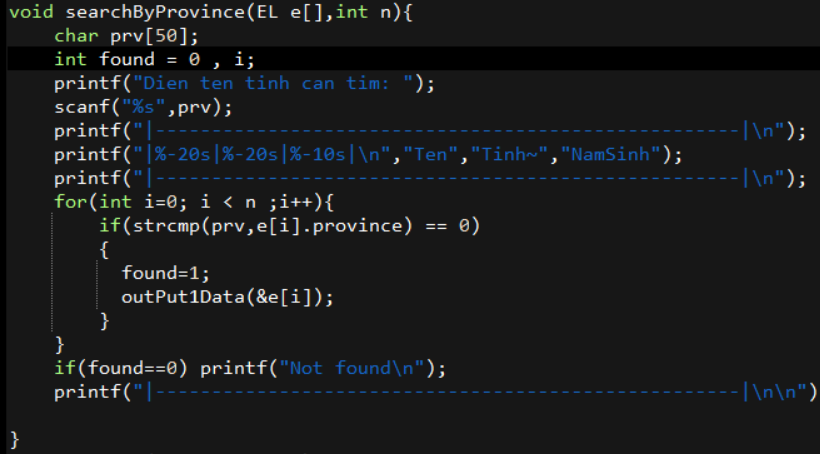 void searchByProvince(EL e[],int n){
    char prv[50];
    int found = 0 , i;
    printf("Dien ten tinh can tim: ");
    scanf("%s",prv);
    printf("|----------------------------------------------------|\n");
    printf("|%-20s|%-20s|%-10s|\n","Ten","Tinh~","NamSinh");
    printf("|----------------------------------------------------|\n");
    for(int i=0; i < n ;i++){
        if(strcmp(prv,e[i].province) == 0)
        {
          found=1;
          outPut1Data(&e[i]);
        }
    }
    if(found==0) printf("Not found\n");
    printf("|----------------------------------------------------|\n\n")
}